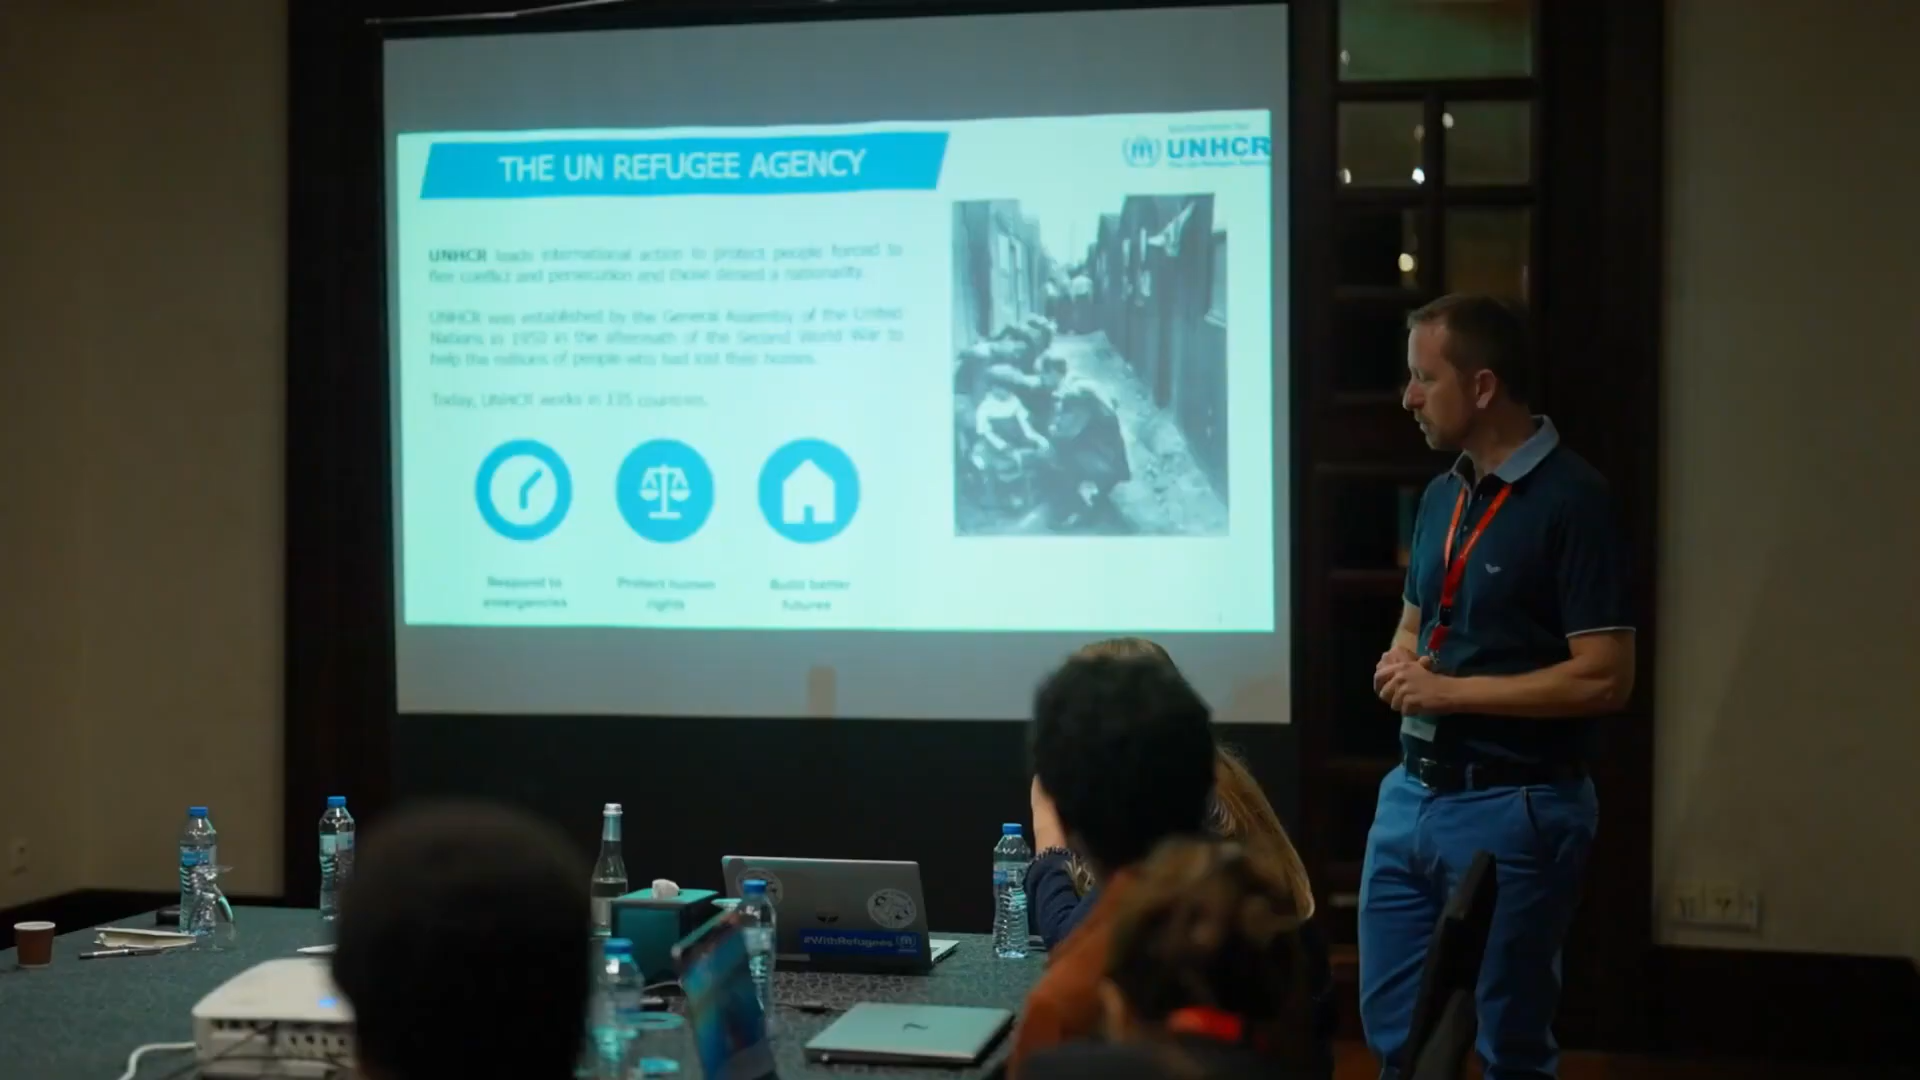 THE UN REFUGEE AGENCY
UNHCR
UNHCR leads international action to protect people forced to
flee conflict and persecution and those denied a nationality.
UNHCR was established by the General Assembly of the United
Nations in 1950 in the aftermath of the Second World War to
help the millions of people who had lost their homes.
Today, UNHCR works in 135 countries.
Respond to
emergencies
Protect human
rights
Build better
futures
#WithRefugees